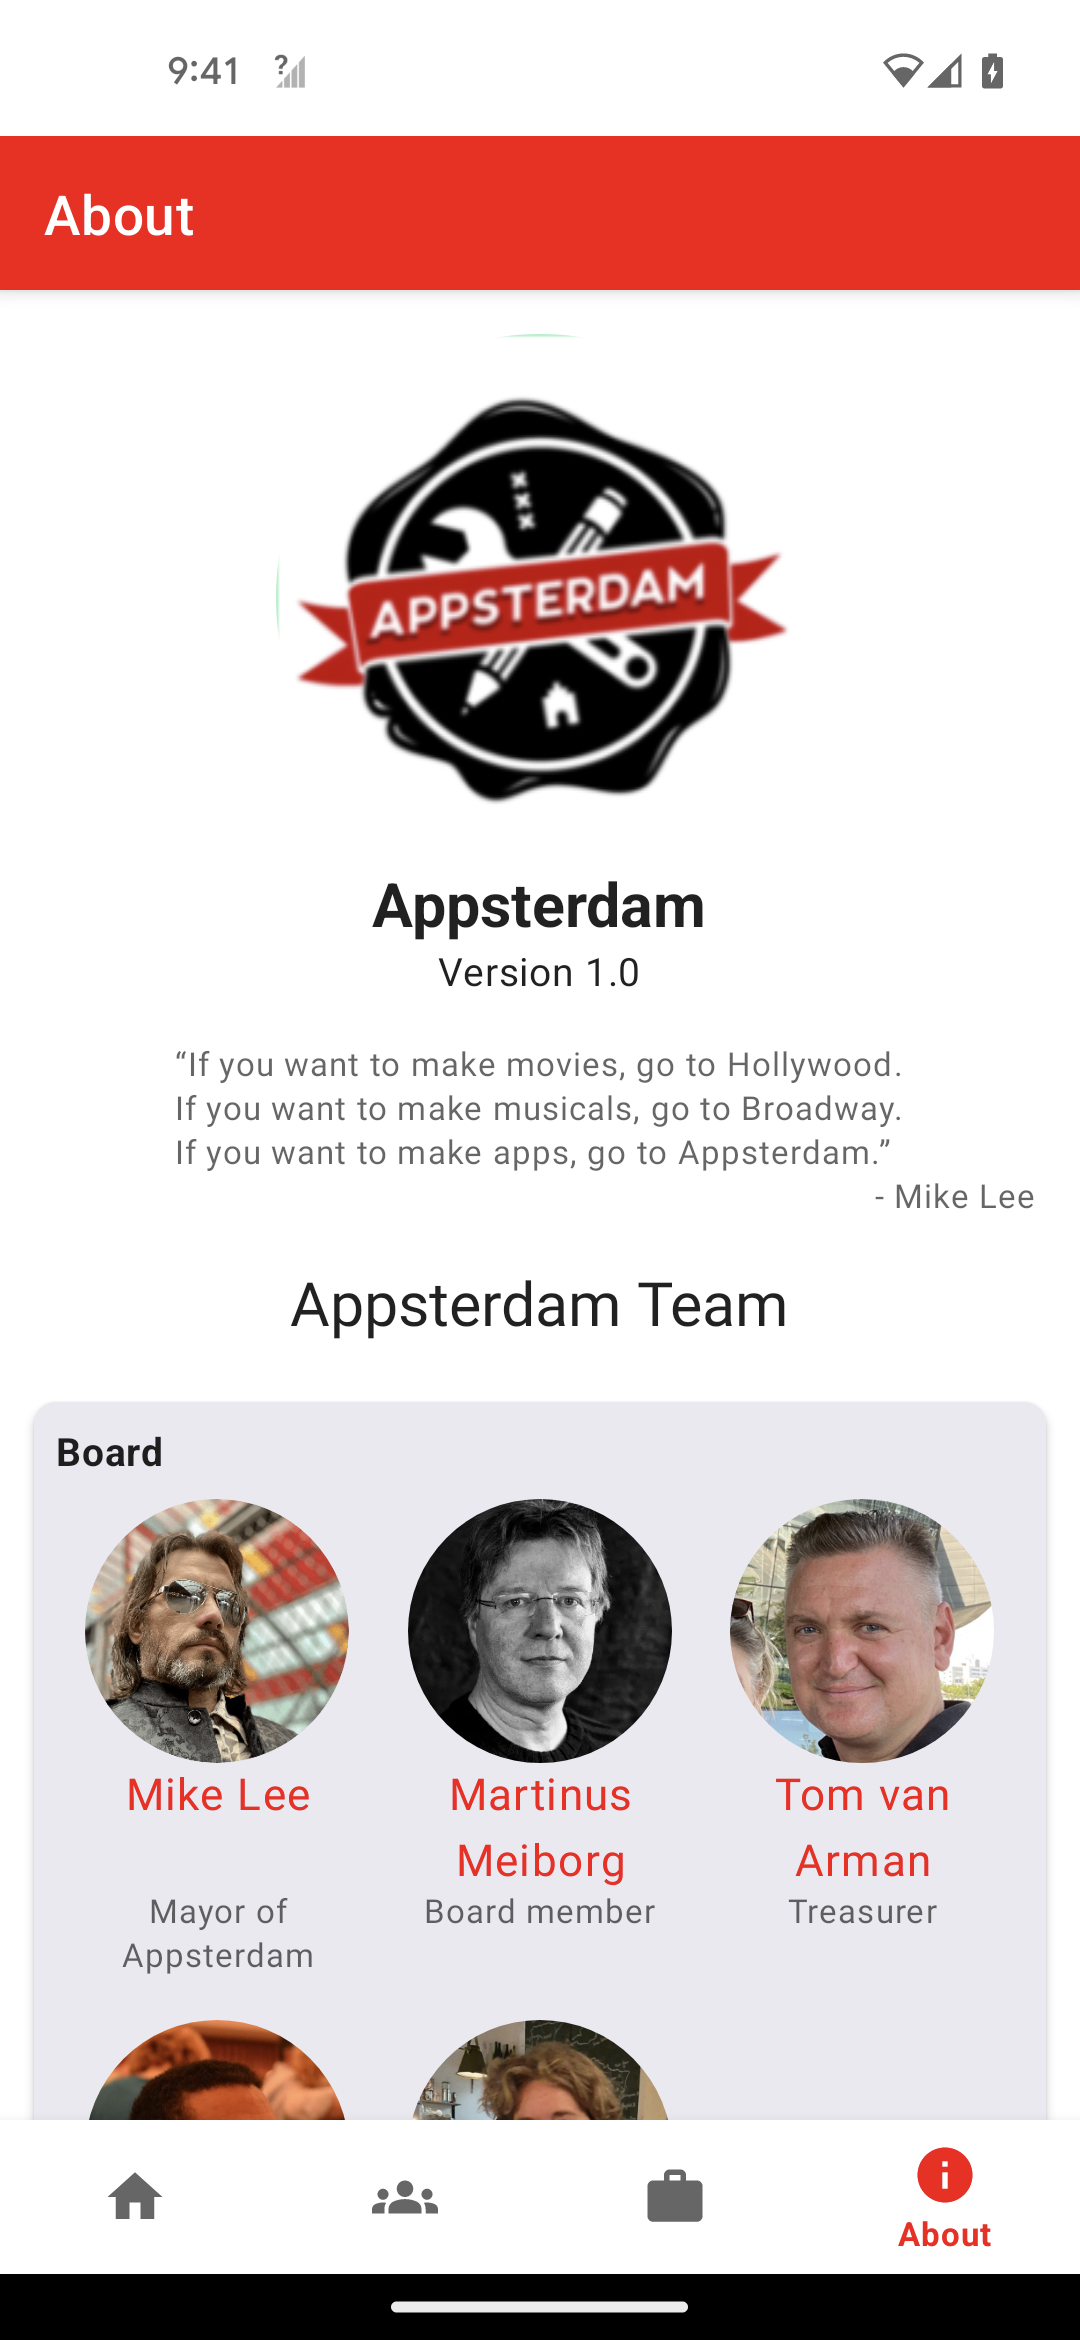 9:41
?
About
XXX
APPSTERDAM
Appsterdam
Version 1.0
“If you want to make movies, go to Hollywood.
If you want to make musicals, go to Broadway.
If you want to make apps, go to Appsterdam.”
- Mike Lee
Appsterdam Team
Board
Mike Lee
Martinus
Meiborg
Tom van
Arman
Mayor of
Appsterdam
Board member
Treasurer
About